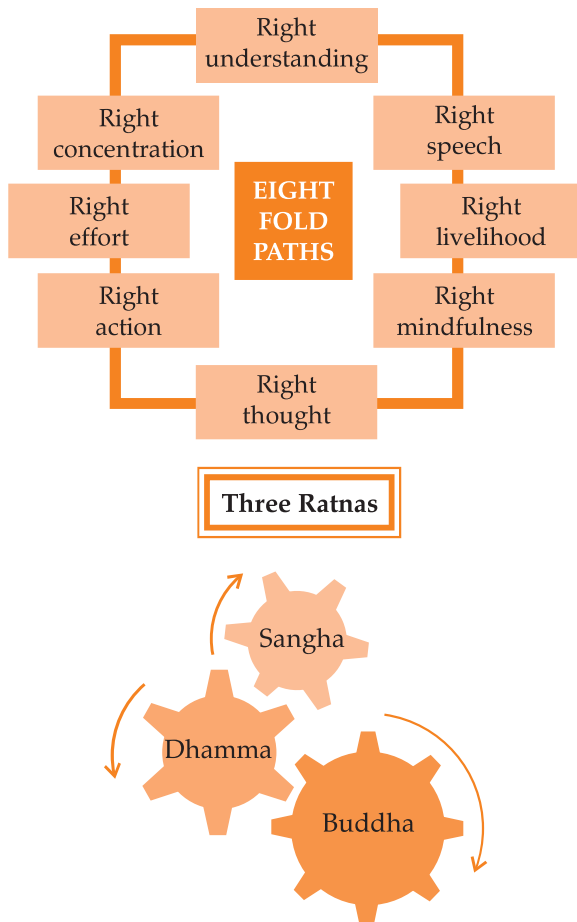 Right
understanding
Right
concentration
Right
speech
EIGHT
FOLD
PATHS
Right
effort
Right
livelihood
Right
action
Right
mindfulness
Right
thought
Three Ratnas
Sangha
Dhamma
Buddha